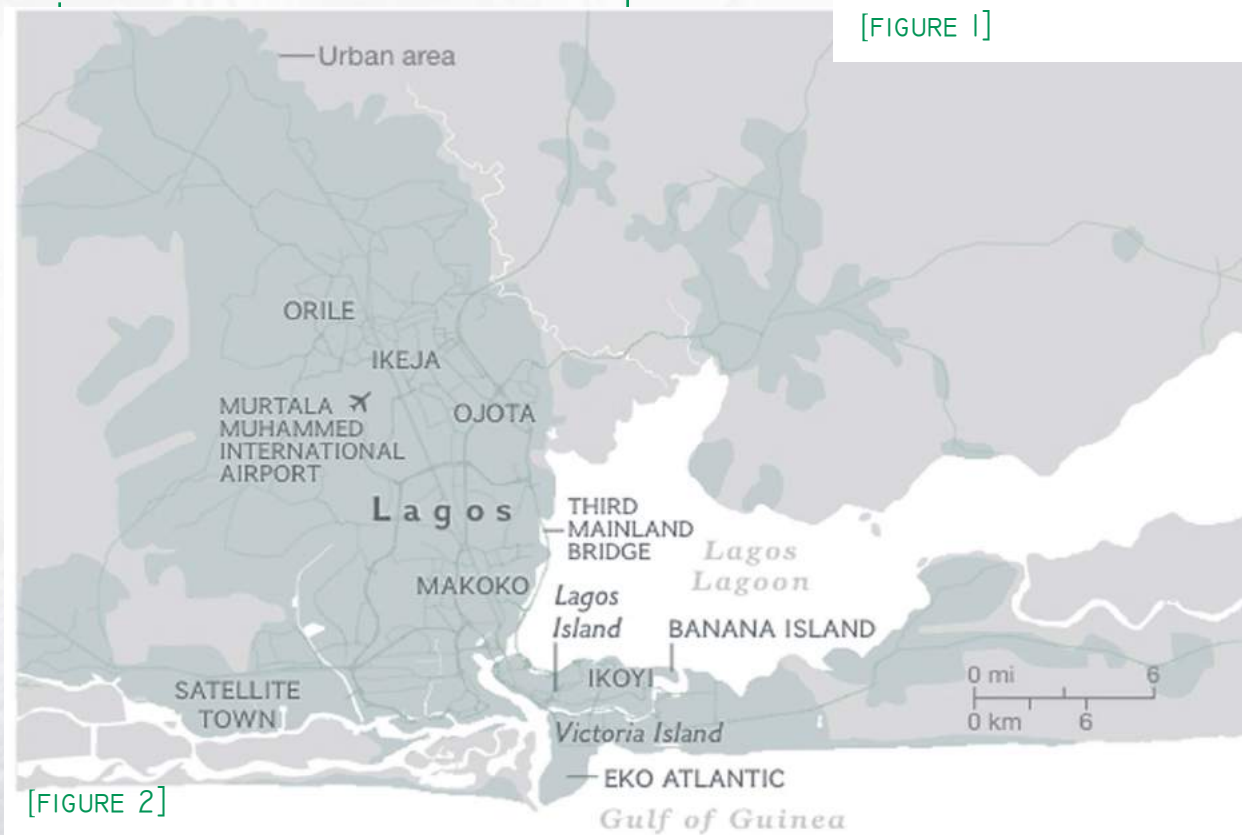 [FIGURE 1]
Urban area
ORILE
IKEJA
MURTALA
MUHAMMED
INTERNATIONAL
AIRPORT
OJOTA
Lagos
THIRD
MAINLAND
BRIDGE
Lagos
Lagoon
MAKOKO
Lagos
Island
BANANA ISLAND
IKOYI
SATELLITE
TOWN
0 mi 6
0 km 6
Victoria Island
EKO ATLANTIC
[FIGURE 2]
Gulf of Guinea